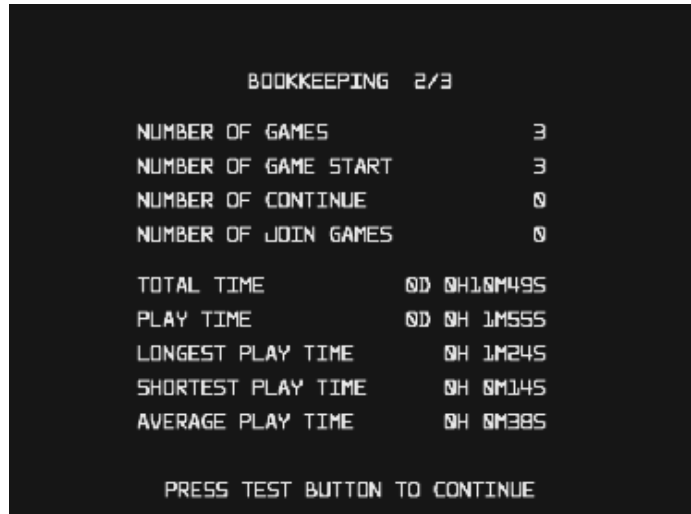 BOOKKEEPING 2/3
NUMBER OF GAMES 3
NUMBER OF GAME START 3
NUMBER OF CONTINUE 0
NUMBER OF JOIN GAMES 0
TOTAL TIME 0D 0H10M49S
PLAY TIME 0D 0H 1M55S
LONGEST PLAY TIME 0H 1M24S
SHORTEST PLAY TIME 0H 0M14S
AVERAGE PLAY TIME 0H 0M38S
PRESS TEST BUTTON TO CONTINUE